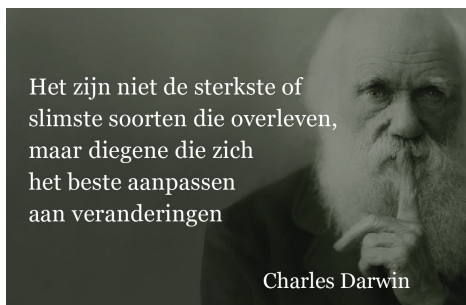 Het zijn niet de sterkste of
slimste soorten die overleven,
maar diegene die zich
het beste aanpassen
aan veranderingen
Charles Darwin